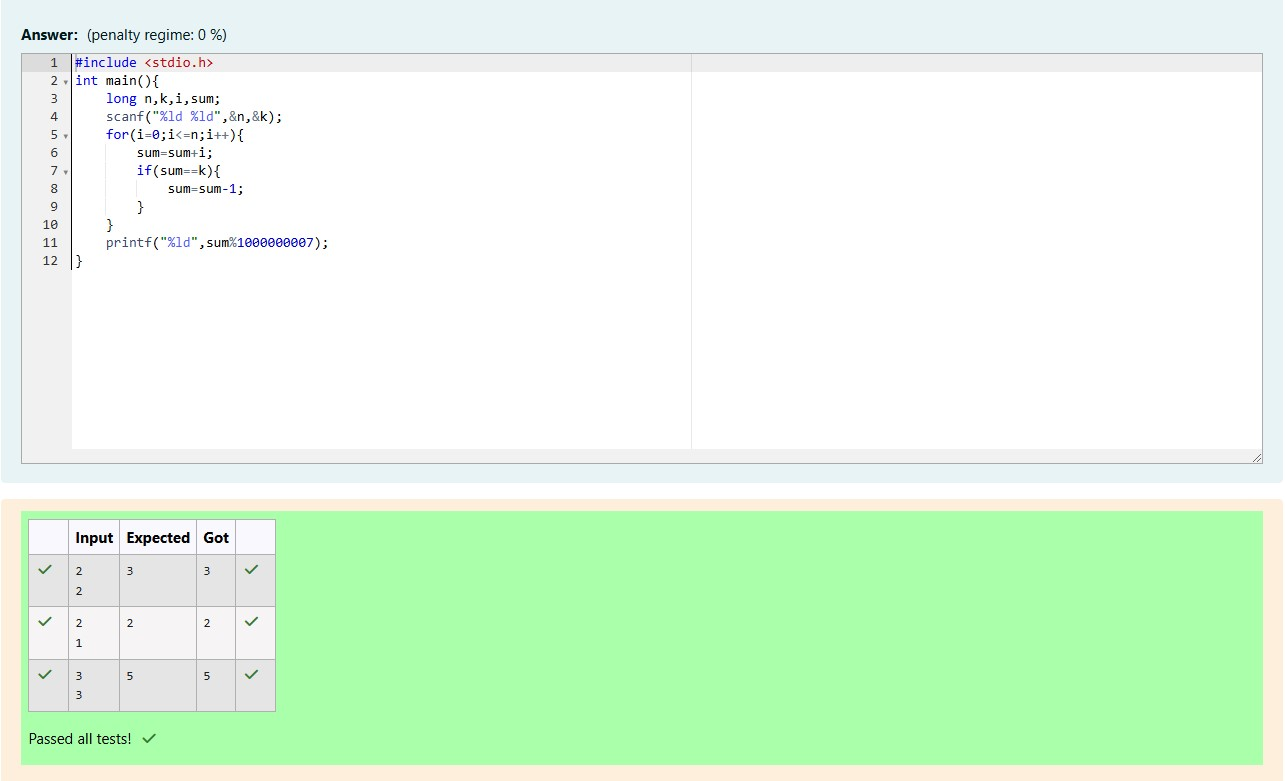 Answer: (penalty regime: 0 %)
1 #include <stdio.h>
2 int main(){
3     long n,k,i,sum;
4     scanf("%ld %ld",&n,&k);
5     for(i=0;i<=n;i++){
6         sum=sum+i;
7         if(sum==k){
8             sum=sum-1;
9         }
10     }
11     printf("%ld",sum%1000000007);
12 }
Input Expected Got
2 3 3
2
2 2 2
1
3 5 5
3
Passed all tests!